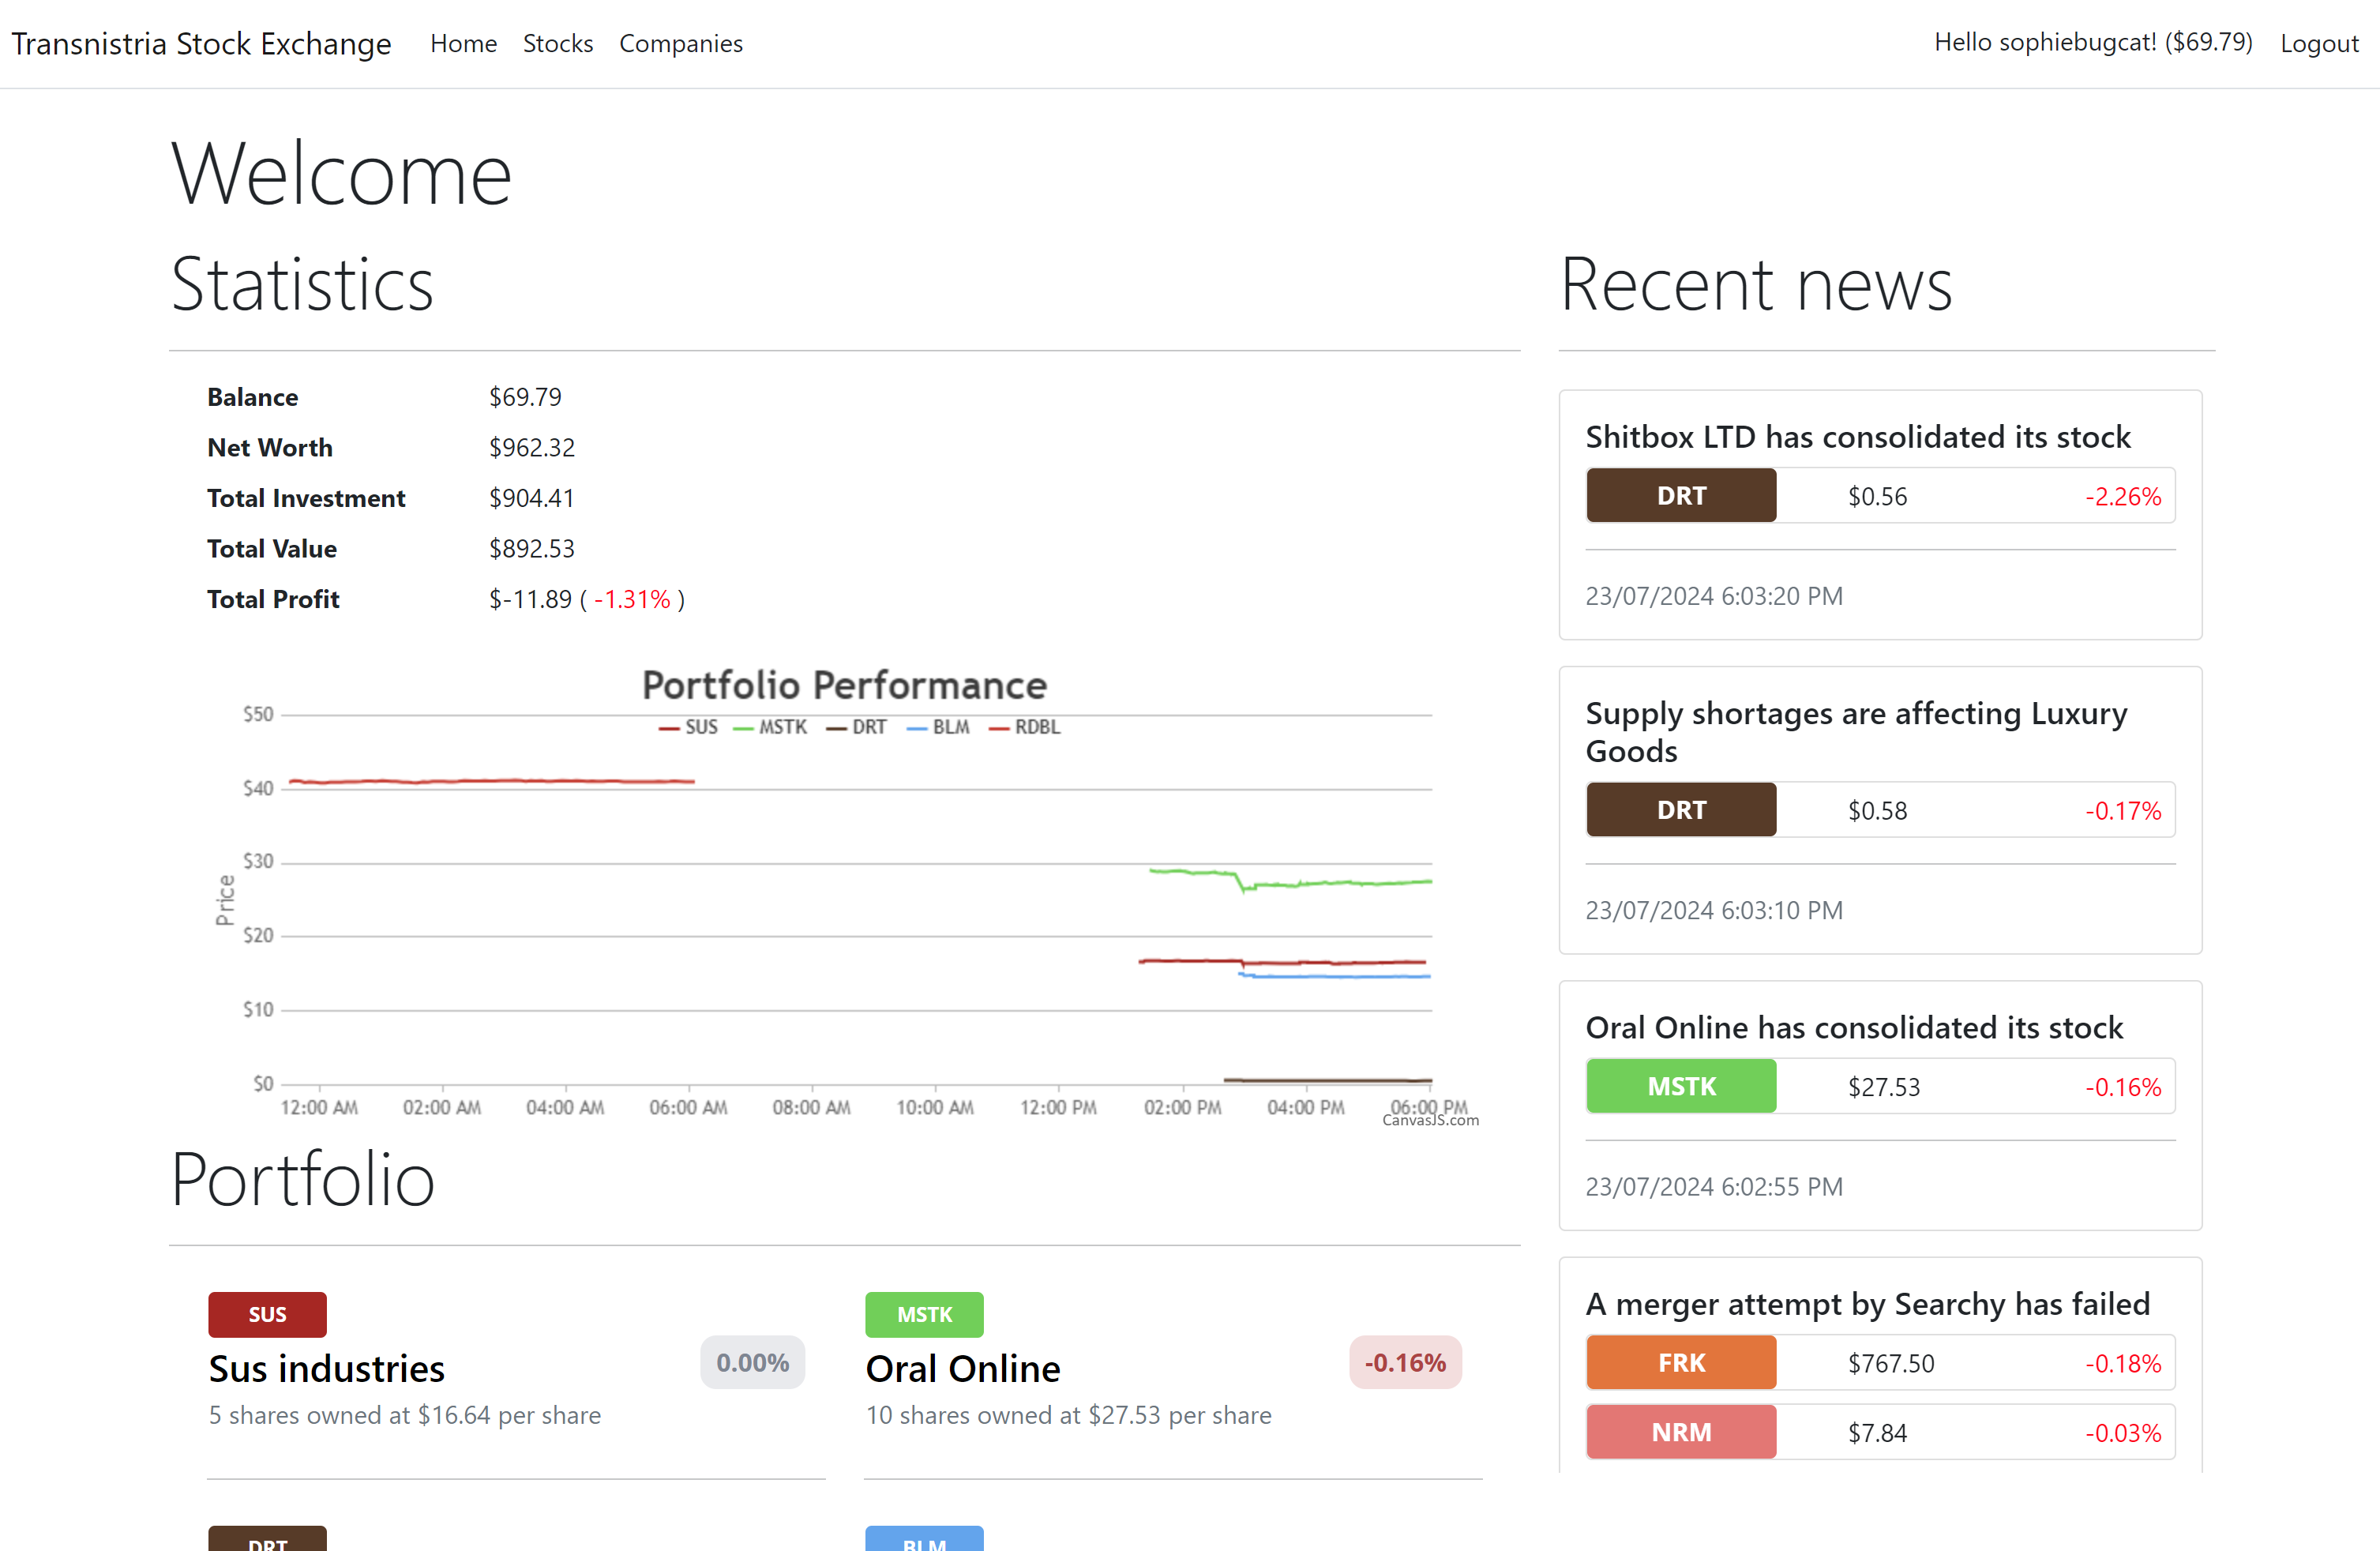 Transnistria Stock Exchange Home Stocks Companies Hello sophiebugcat! ($69.79) Logout
Welcome
Statistics
Balance $69.79
Net Worth $962.32
Total Investment $904.41
Total Value $892.53
Total Profit $-11.89 ( -1.31% )
Portfolio Performance
SUS MSTK DRT BLM RDBL
$50
$40
$30
$20
$10
$0
Price
12:00 AM 02:00 AM 04:00 AM 06:00 AM 08:00 AM 10:00 AM 12:00 PM 02:00 PM 04:00 PM 06:00 PM
CanvasJS.com
Portfolio
SUS
Sus industries
0.00%
5 shares owned at $16.64 per share
MSTK
Oral Online
-0.16%
10 shares owned at $27.53 per share
DRT
BLM
Recent news
Shitbox LTD has consolidated its stock
DRT $0.56 -2.26%
23/07/2024 6:03:20 PM
Supply shortages are affecting Luxury
Goods
DRT $0.58 -0.17%
23/07/2024 6:03:10 PM
Oral Online has consolidated its stock
MSTK $27.53 -0.16%
23/07/2024 6:02:55 PM
A merger attempt by Searchy has failed
FRK $767.50 -0.18%
NRM $7.84 -0.03%